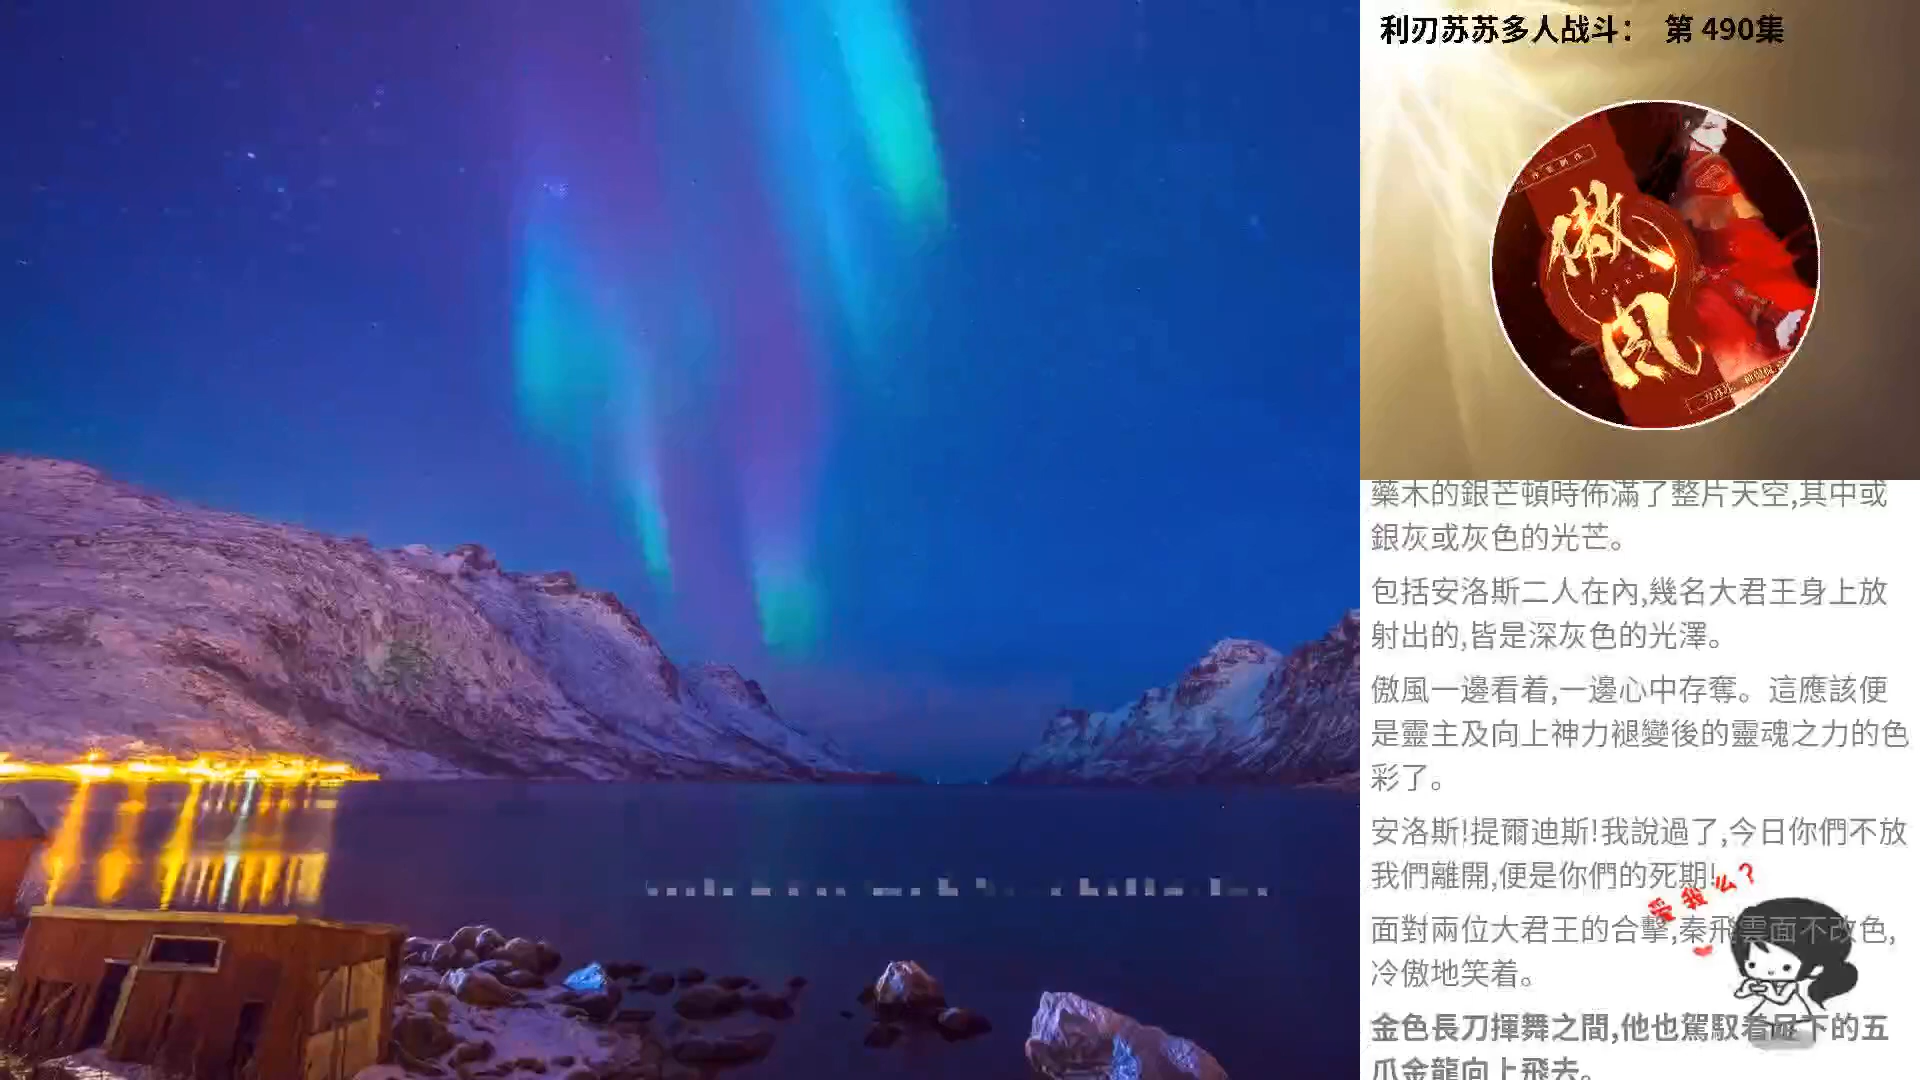 利刃苏苏多人战斗： 第 490集
傲风
藥木的銀芒頓時佈滿了整片天空,其中或
銀灰或灰色的光芒。
包括安洛斯二人在內,幾名大君王身上放
射出的,皆是深灰色的光澤。
傲風一邊看着,一邊心中存奪。這應該便
是靈主及向上神力褪變後的靈魂之力的色
彩了。
安洛斯!提爾迪斯!我說過了,今日你們不放
我們離開,便是你們的死期!
爱我么?
面對兩位大君王的合擊,秦飛雲面不改色,
冷傲地笑着。
金色長刀揮舞之間,他也駕馭着足下的五
爪金龍向上飛去。